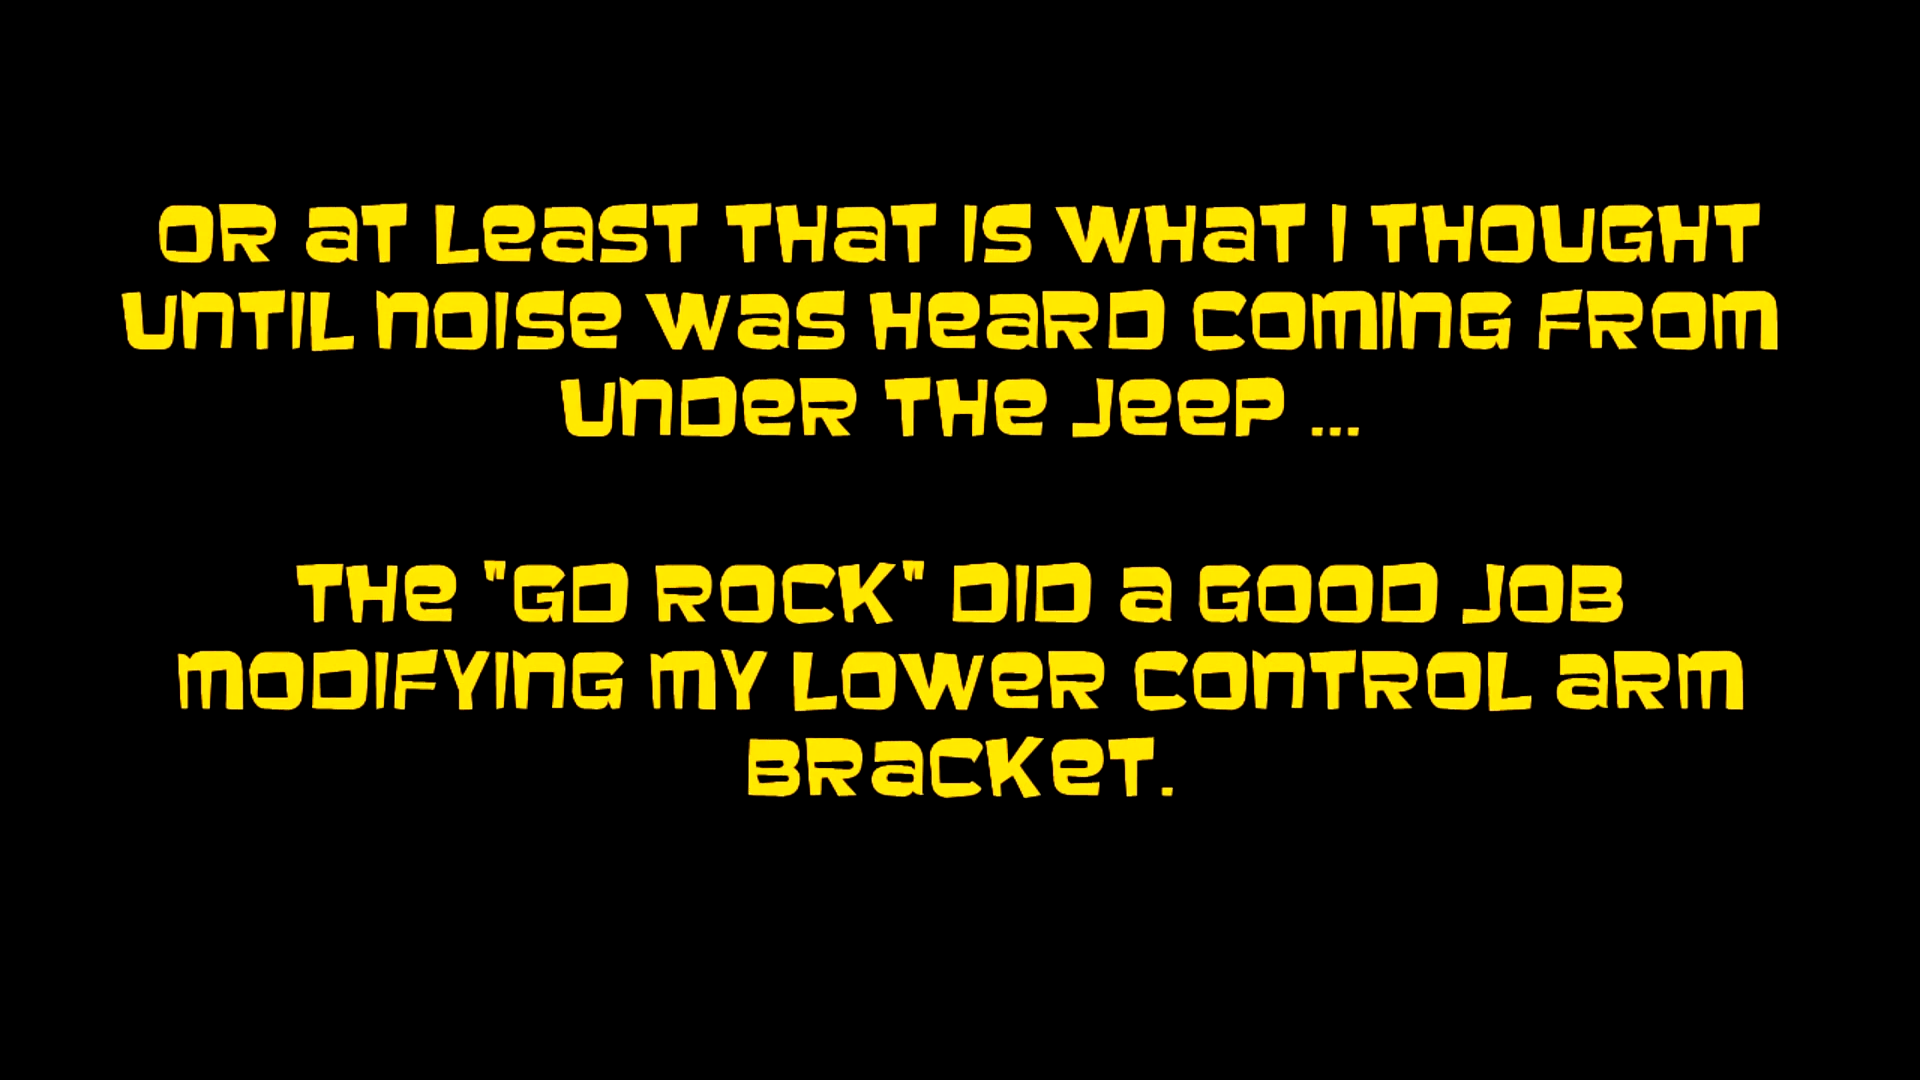 OR aT LeaST THaT IS WHaT I THOUGHT
UnTIL nOISe WaS HeaRD COmInG FROm
UnDeR THe JeeP ...
THe "GD ROCK" DID a GOOD JOB
mODIFYInG mY LOWeR COnTROL aRm
BRaCKeT.